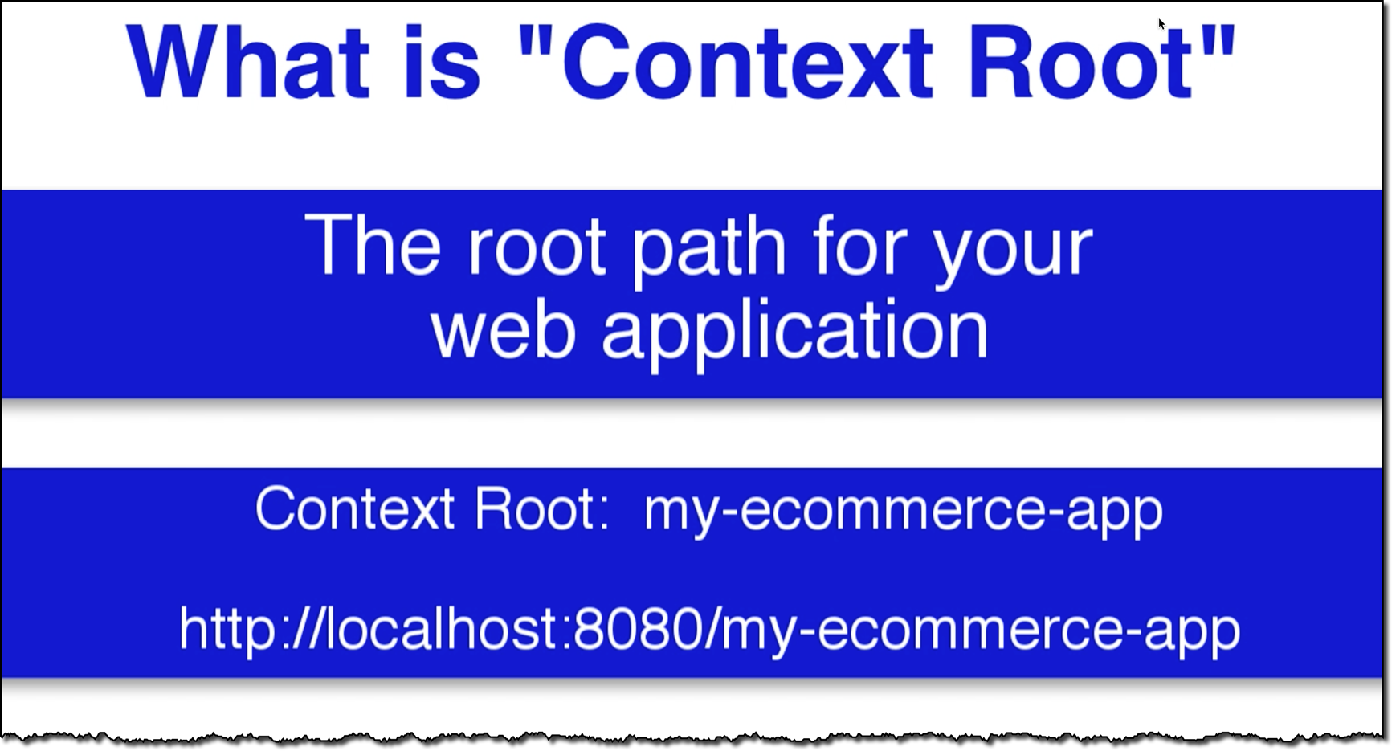 What is "Context Root"
The root path for your
web application
Context Root:  my-ecommerce-app
http://localhost:8080/my-ecommerce-app